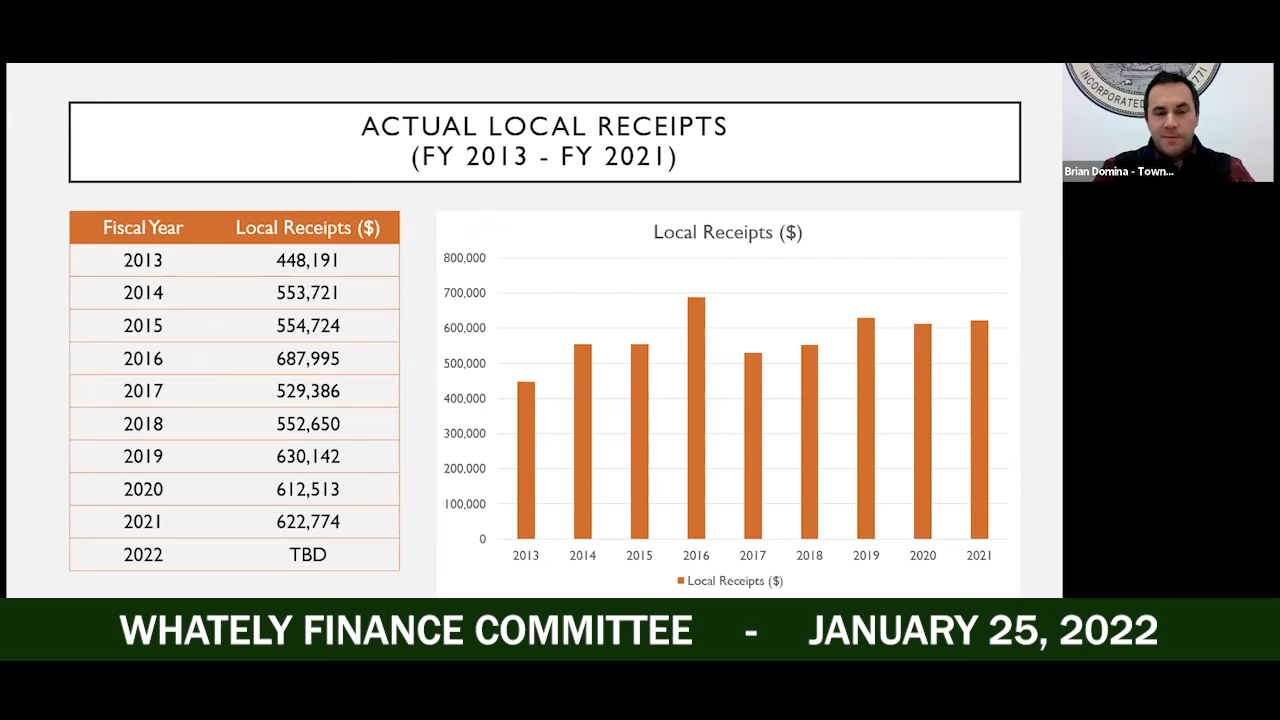 ACTUAL LOCAL RECEIPTS
(FY 2013 - FY 2021)
Fiscal Year Local Receipts ($)
2013 448,191
2014 553,721
2015 554,724
2016 687,995
2017 529,386
2018 552,650
2019 630,142
2020 612,513
2021 622,774
2022 TBD
Local Receipts ($)
800,000
700,000
600,000
500,000
400,000
300,000
200,000
100,000
0
2013 2014 2015 2016 2017 2018 2019 2020 2021
Local Receipts ($)
INCORPORATED
1771
Brian Domina - Town...
WHATELY FINANCE COMMITTEE - JANUARY 25, 2022